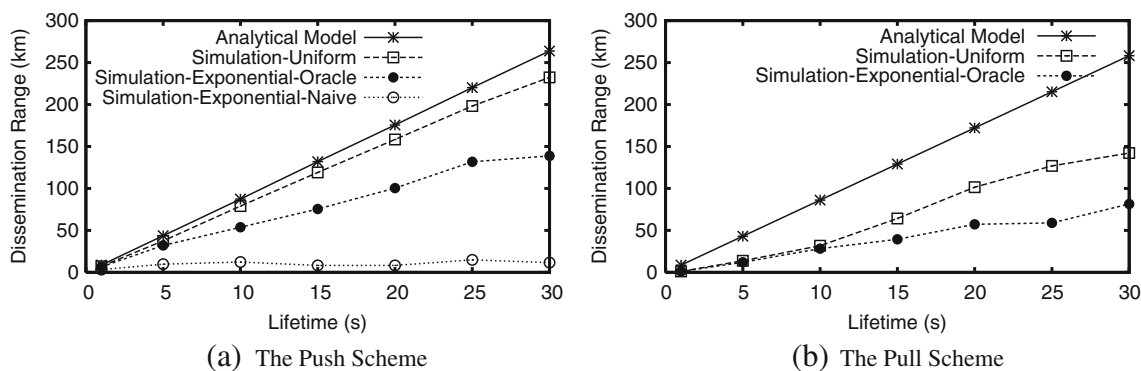 300
250
200
150
100
50
0
Dissemination Range (km)
Analytical Model
Simulation-Uniform
Simulation-Exponential-Oracle
Simulation-Exponential-Naive
0 5 10 15 20 25 30
Lifetime (s)
(a) The Push Scheme
300
250
200
150
100
50
0
Dissemination Range (km)
Analytical Model
Simulation-Uniform
Simulation-Exponential-Oracle
0 5 10 15 20 25 30
Lifetime (s)
(b) The Pull Scheme